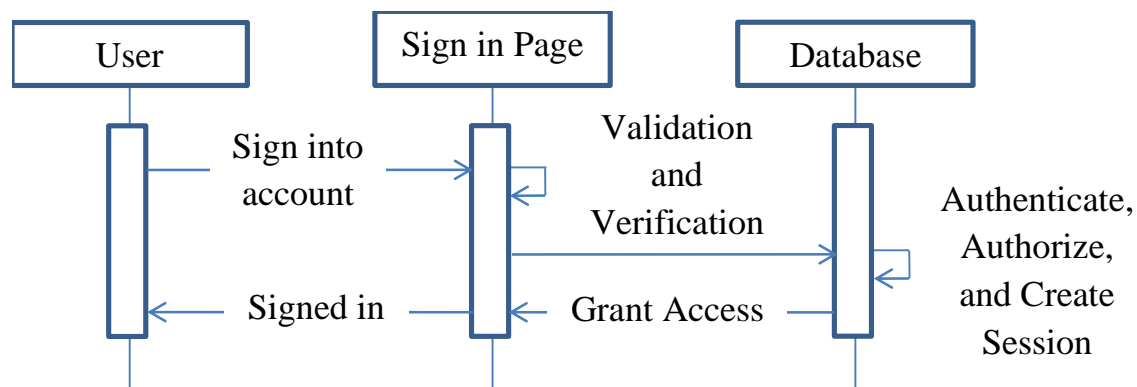 User
Sign in Page
Database
Sign into
account
Validation
and
Verification
Authenticate,
Authorize,
and Create
Session
Signed in
Grant Access